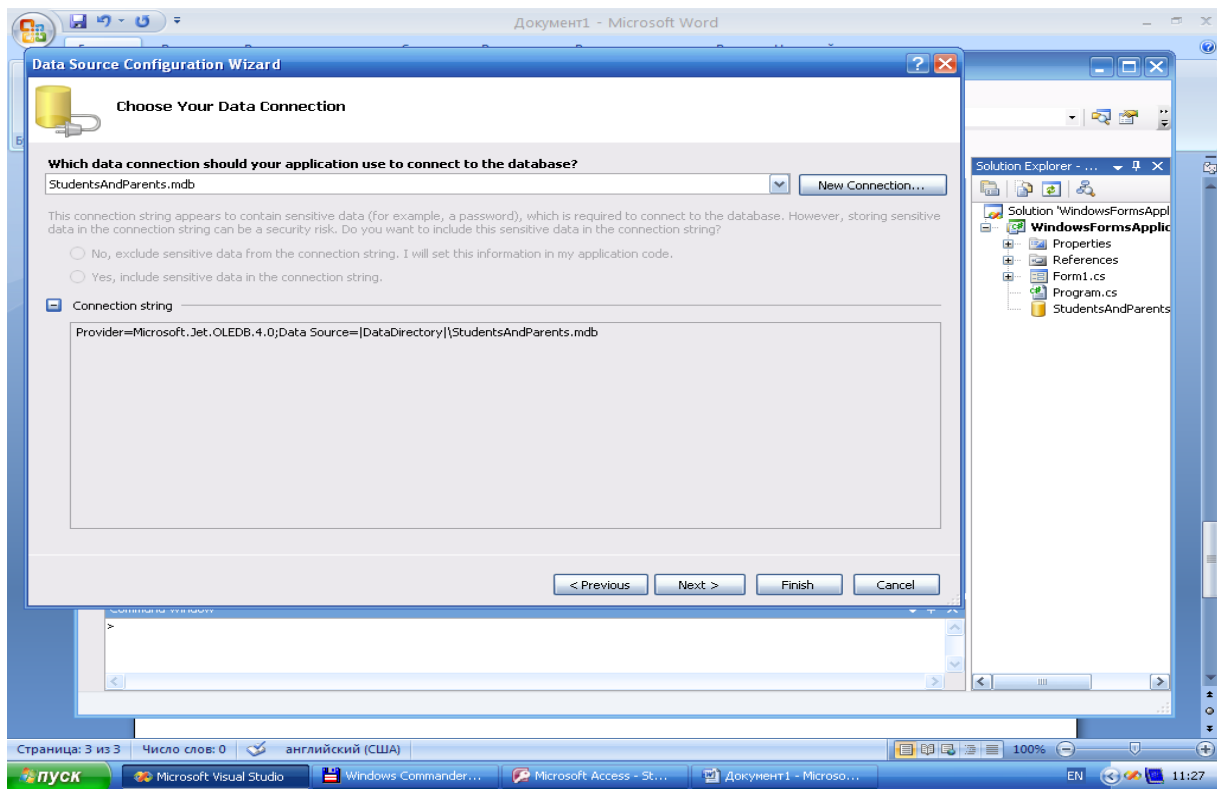 Документ1 - Microsoft Word
Data Source Configuration Wizard
Choose Your Data Connection
Which data connection should your application use to connect to the database?
StudentsAndParents.mdb
New Connection...
This connection string appears to contain sensitive data (for example, a password), which is required to connect to the database. However, storing sensitive
data in the connection string can be a security risk. Do you want to include this sensitive data in the connection string?
No, exclude sensitive data from the connection string. I will set this information in my application code.
Yes, include sensitive data in the connection string.
Connection string
Provider=Microsoft.Jet.OLEDB.4.0;Data Source=|DataDirectory|\StudentsAndParents.mdb
< Previous
Next >
Finish
Cancel
Solution Explorer - ...
Solution 'WindowsFormsAppl
WindowsFormsApplic
Properties
References
Form1.cs
Program.cs
StudentsAndParents
Command Window
>
Страница: 3 из 3
Число слов: 0
английский (США)
100%
пуск
Microsoft Visual Studio
Windows Commander...
Microsoft Access - St...
Документ1 - Microso...
EN
11:27